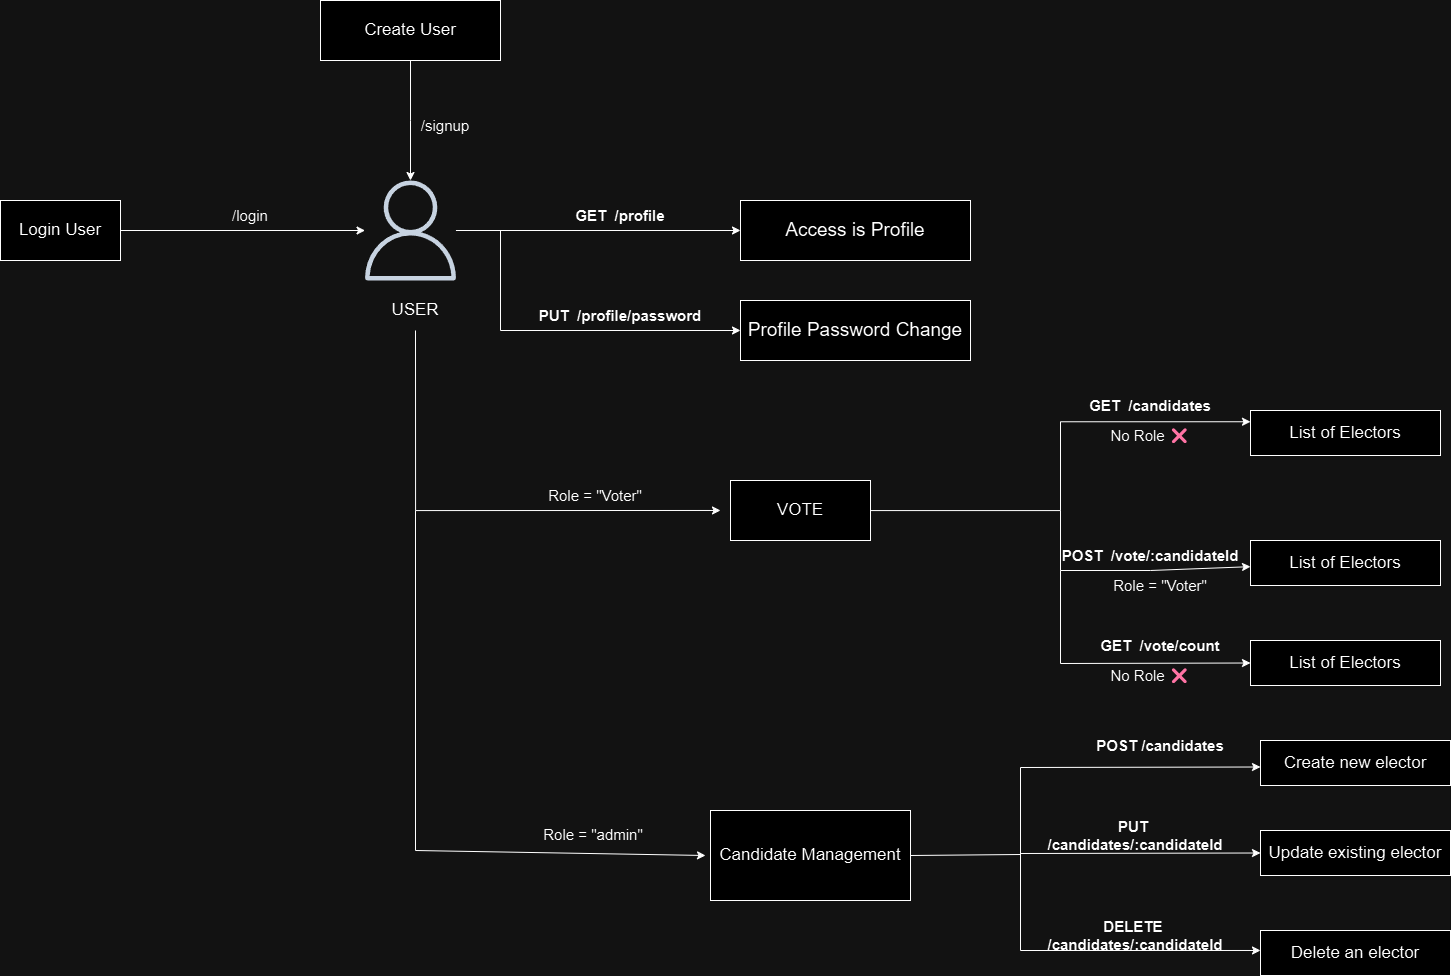 Create User
/signup
Login User
/login
GET /profile
Access is Profile
USER
PUT /profile/password
Profile Password Change
GET /candidates
No Role ❌
List of Electors
Role = "Voter"
VOTE
POST /vote/:candidateId
Role = "Voter"
List of Electors
GET /vote/count
No Role ❌
List of Electors
POST /candidates
Create new elector
Role = "admin"
Candidate Management
PUT
/candidates/:candidateId
Update existing elector
DELETE
/candidates/:candidateId
Delete an elector